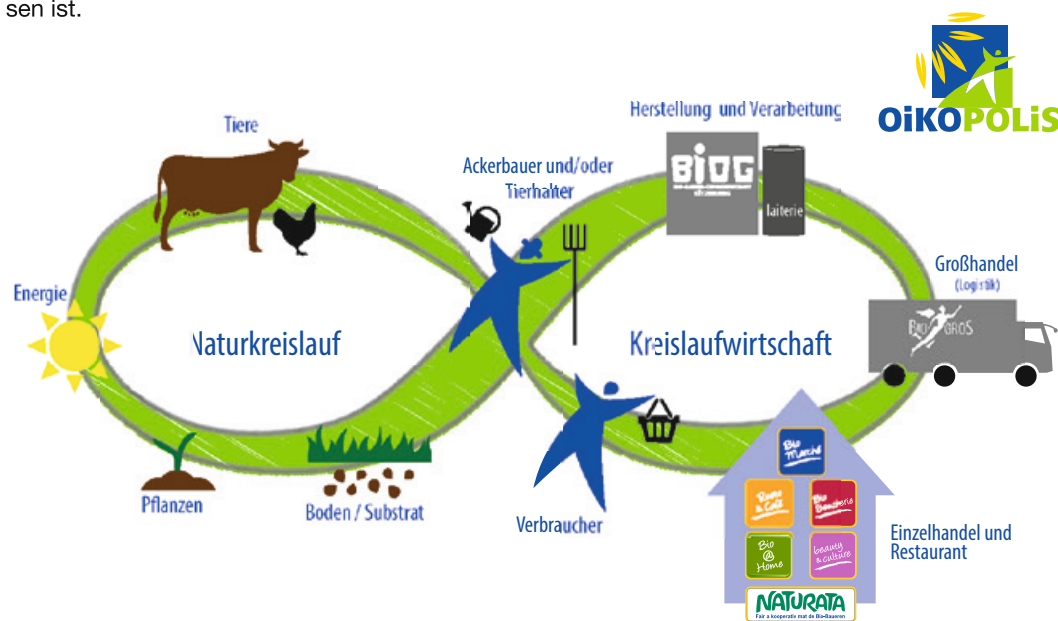 sen ist.
OiKOPOLiS
Tiere
Herstellung und Verarbeitung
Ackerbauer und/oder
Tierhalter
BIOG
laiterie
Großhandel
(Logistik)
BIOGROS
Energie
Naturkreislauf
Kreislaufwirtschaft
Bio
Marché
& Café
Bio
Boucherie
Pflanzen
Boden / Substrat
Verbraucher
Einzelhandel und
Restaurant
Bio
@
Home
beauty
& culture
NATURATA
Fair a kooperativ mat de Bio-Baueren